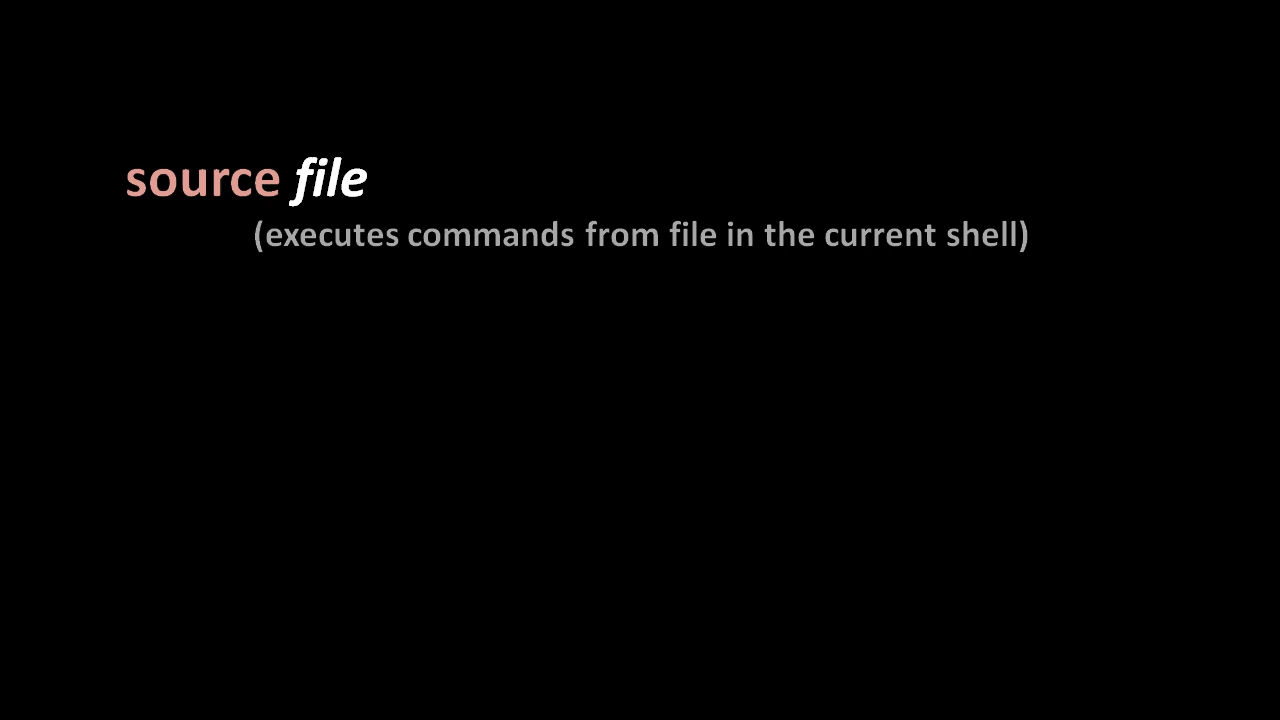 source file
(executes commands from file in the current shell)